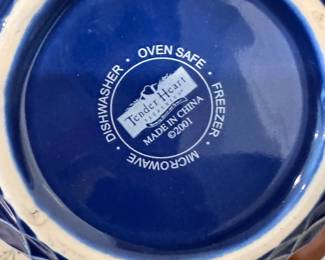 DISHWASHER · OVEN SAFE · FREEZER · MICROWAVE ·
Tender Heart
MADE IN CHINA
©2001